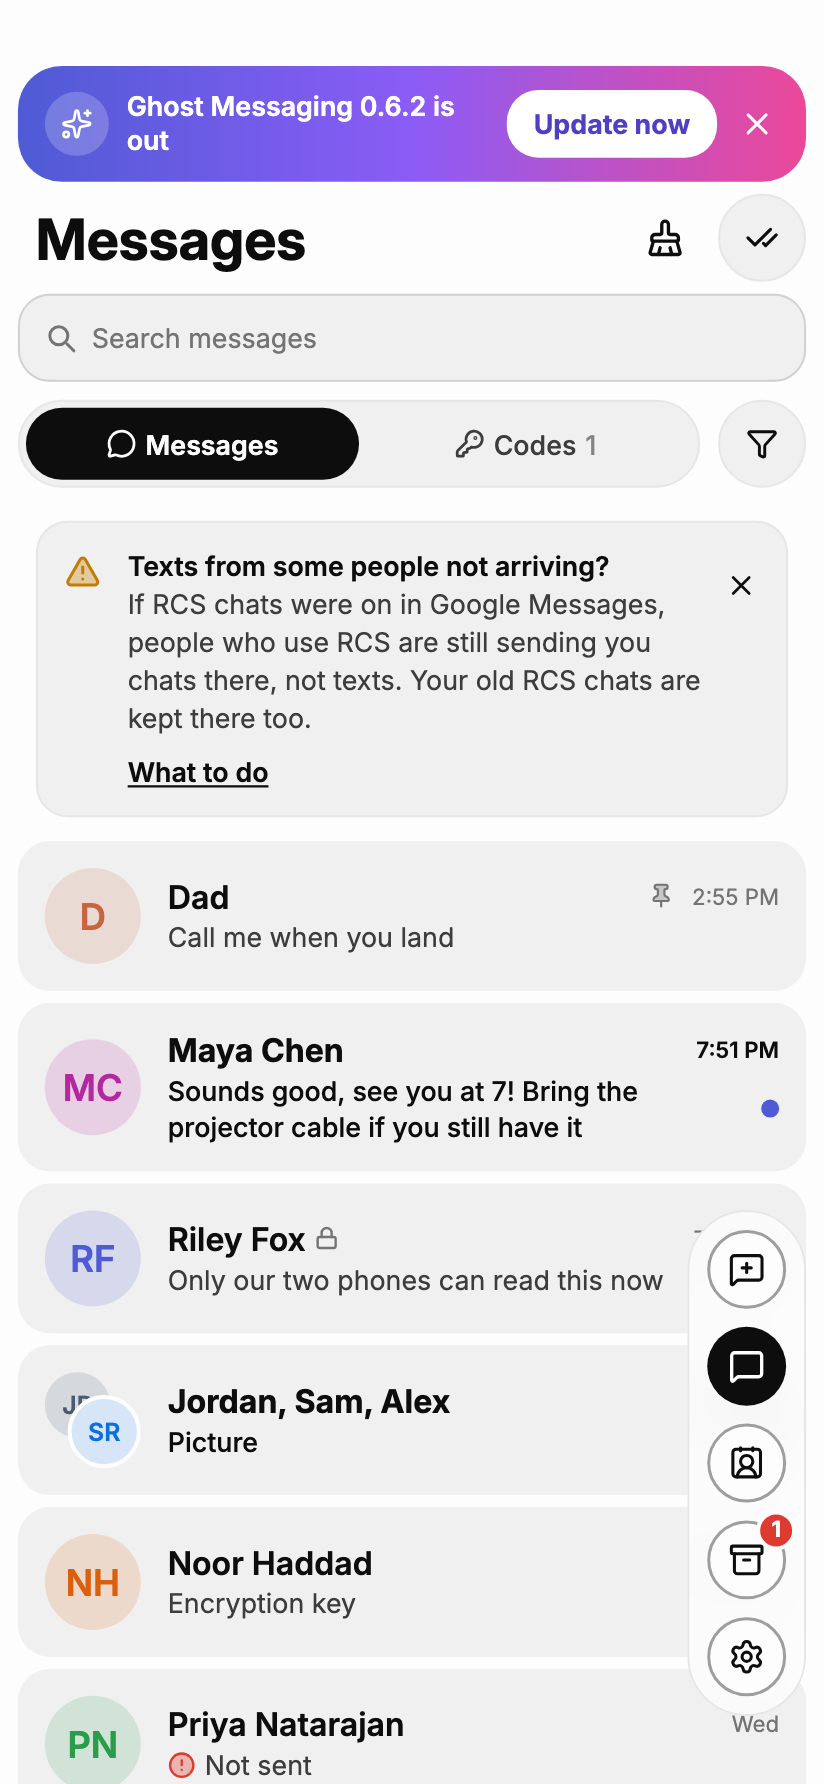 Ghost Messaging 0.6.2 is
out
Update now
Messages
Search messages
Messages
Codes 1
Texts from some people not arriving?
If RCS chats were on in Google Messages,
people who use RCS are still sending you
chats there, not texts. Your old RCS chats are
kept there too.
What to do
D
Dad
2:55 PM
Call me when you land
MC
Maya Chen
7:51 PM
Sounds good, see you at 7! Bring the
projector cable if you still have it
RF
Riley Fox
Only our two phones can read this now
SR
Jordan, Sam, Alex
Picture
NH
Noor Haddad
Encryption key
1
PN
Priya Natarajan
Wed
Not sent